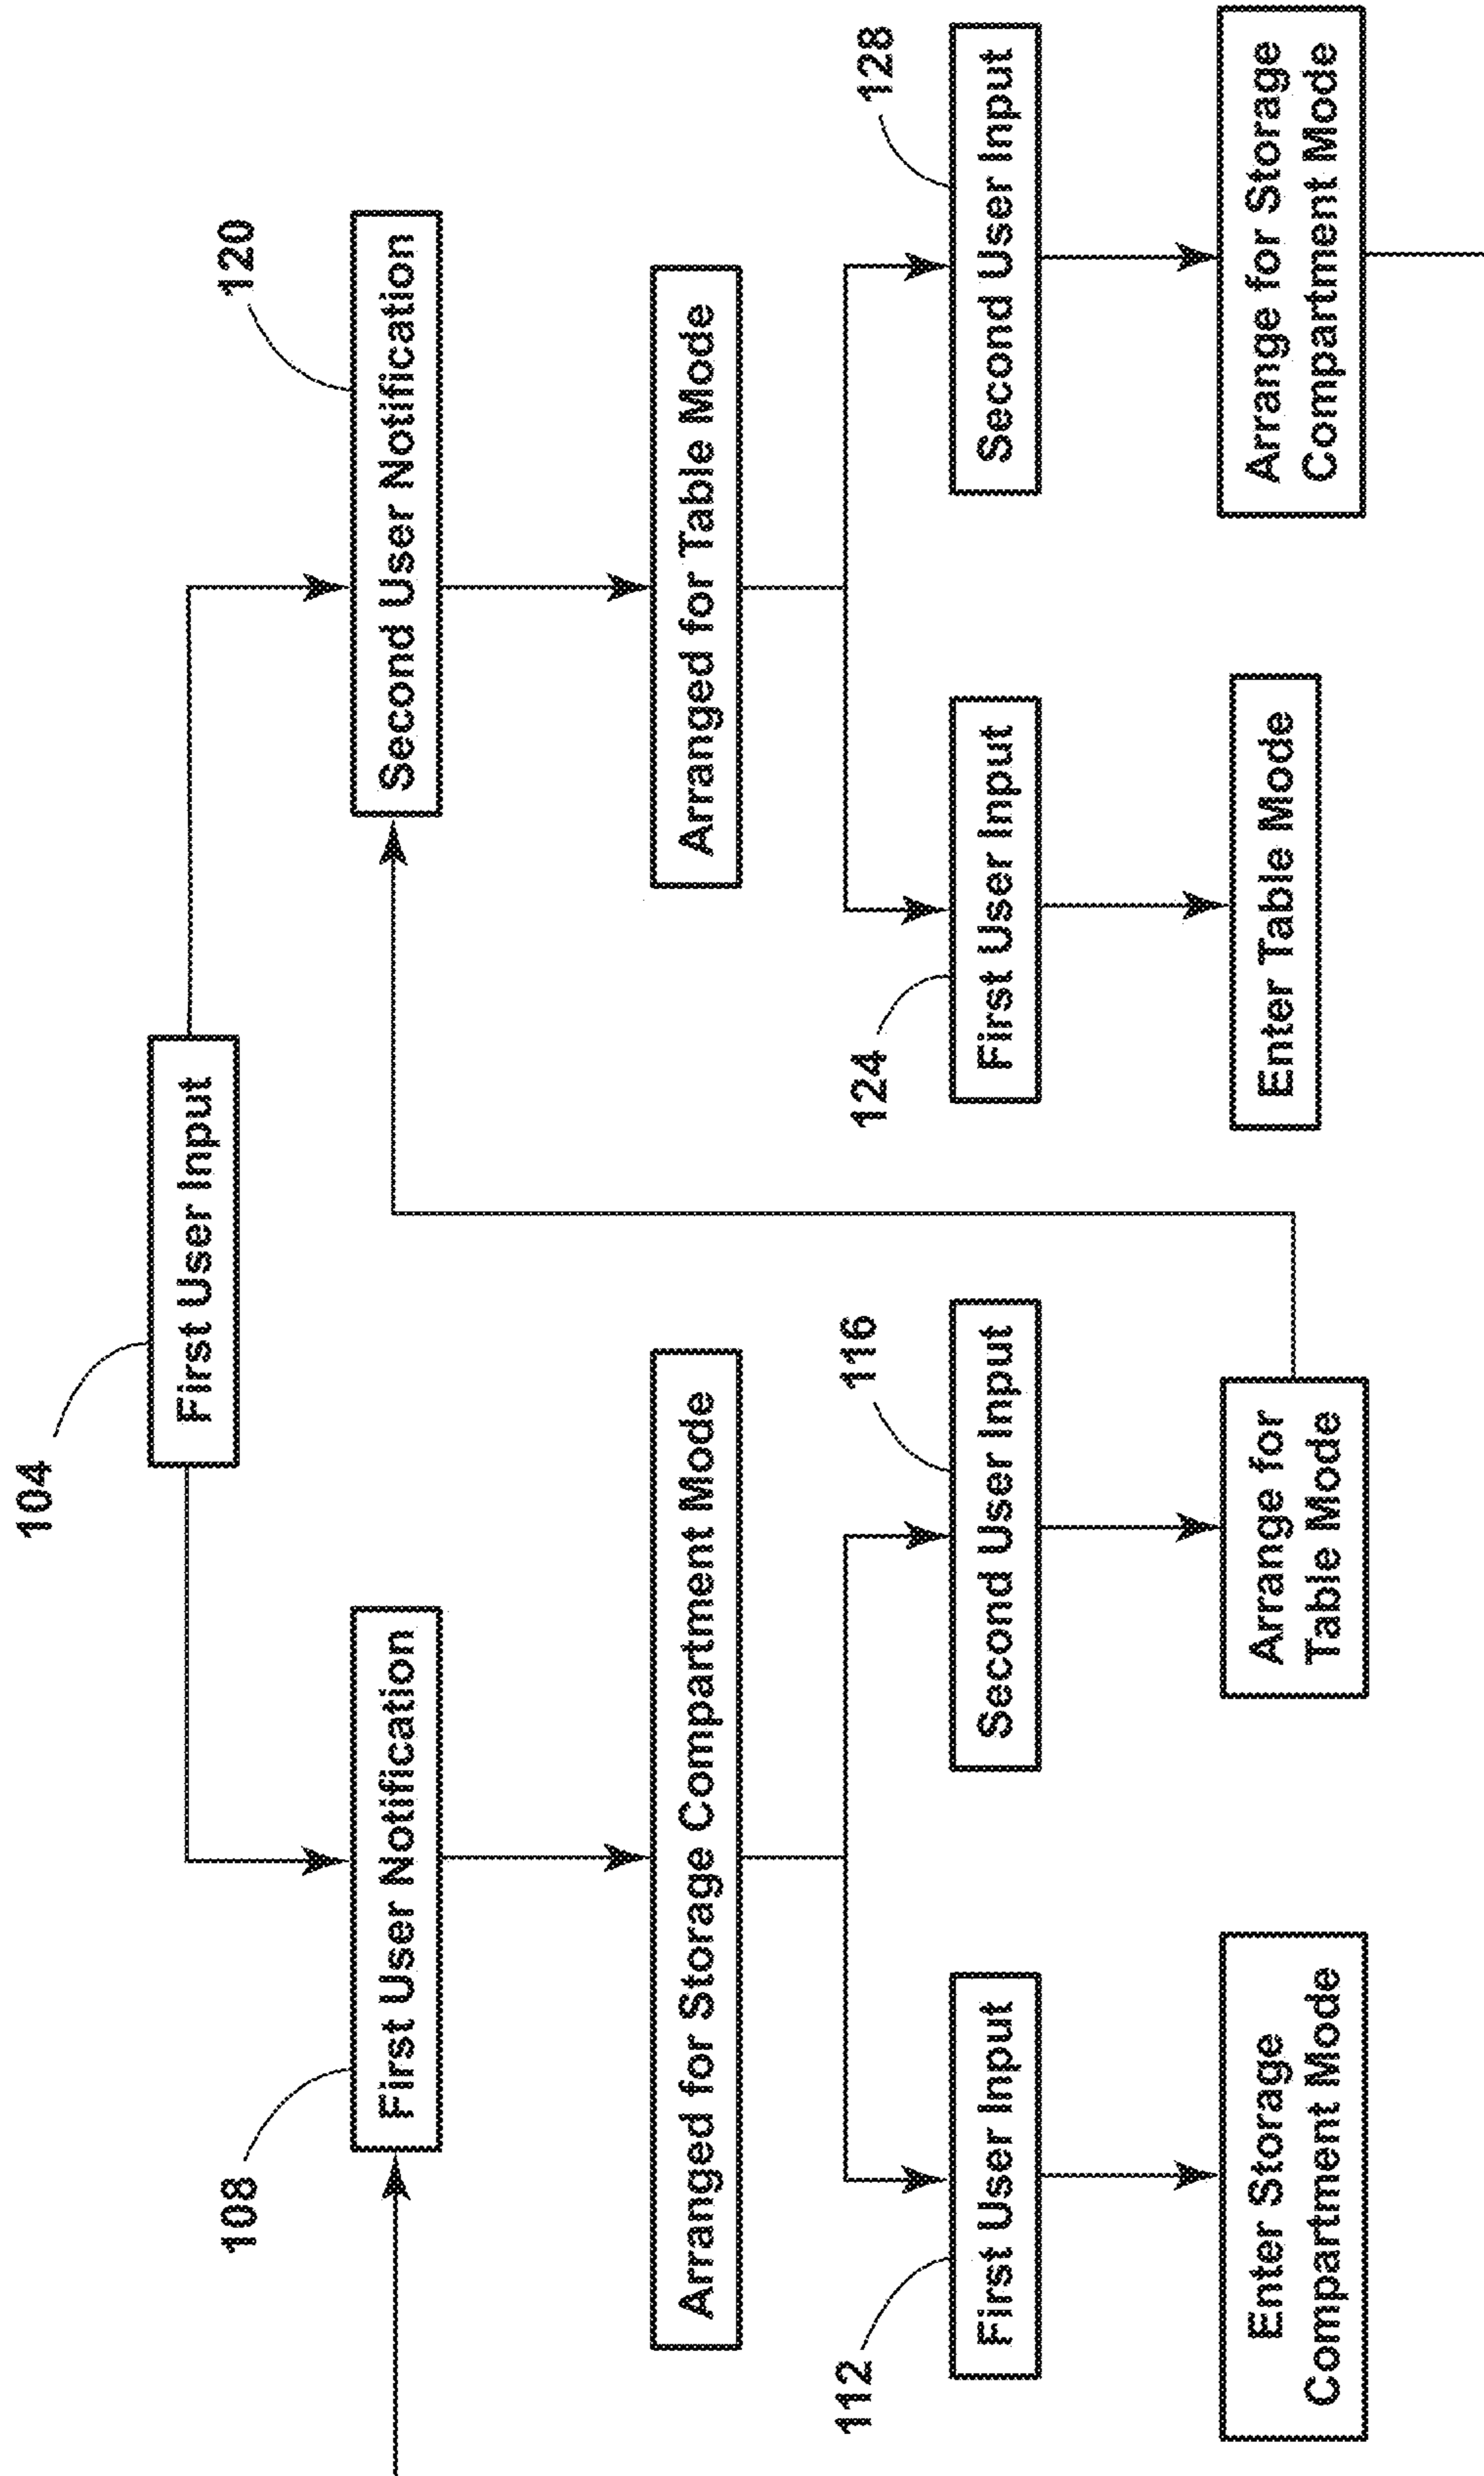 104
First User Input
108
First User Notification
120
Second User Notification
Arranged for Storage Compartment Mode
Arranged for Table Mode
112
First User Input
116
Second User Input
124
First User Input
128
Second User Input
Enter Storage
Compartment Mode
Arrange for
Table Mode
Enter Table Mode
Arrange for Storage
Compartment Mode